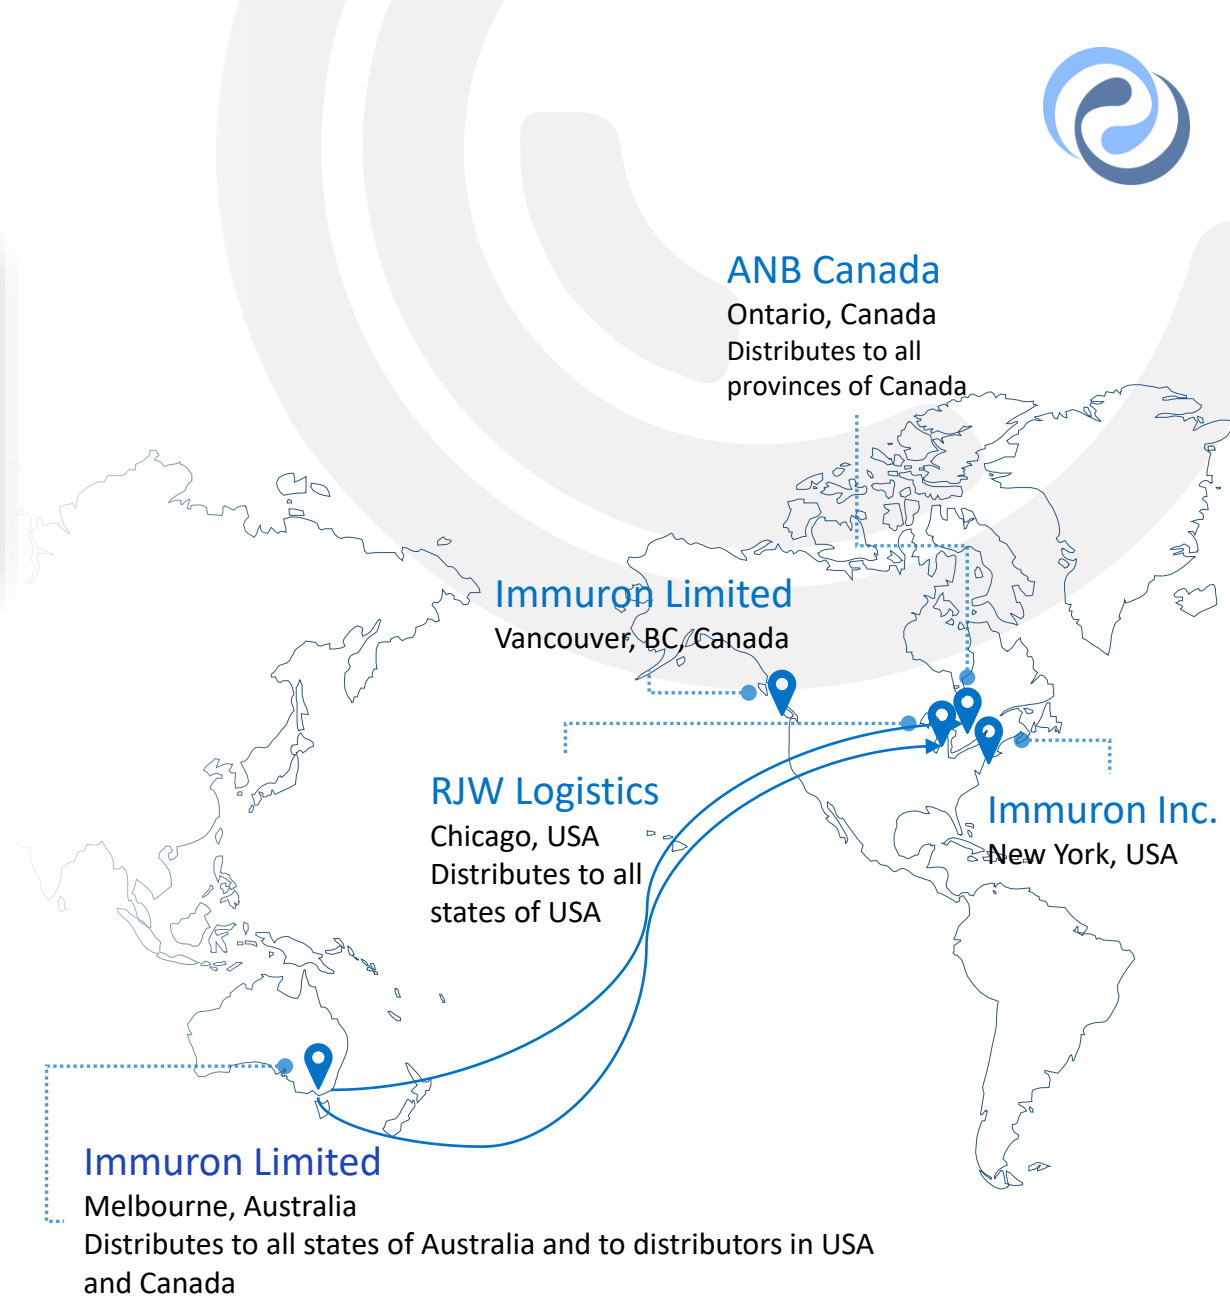 ANB Canada
Ontario, Canada
Distributes to all
provinces of Canada
Immuron Limited
Vancouver, BC, Canada
RJW Logistics
Chicago, USA
Distributes to all
states of USA
Immuron Inc.
New York, USA
Immuron Limited
Melbourne, Australia
Distributes to all states of Australia and to distributors in USA
and Canada